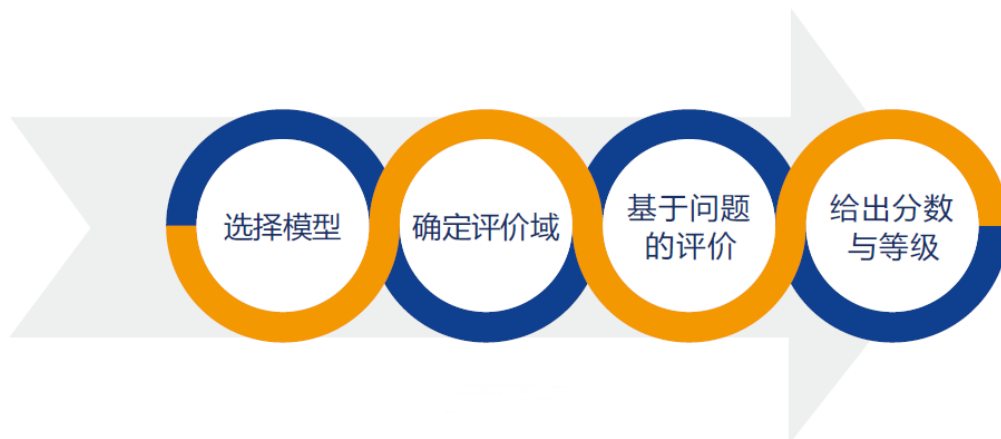 选择模型
确定评价域
基于问题
的评价
给出分数
与等级